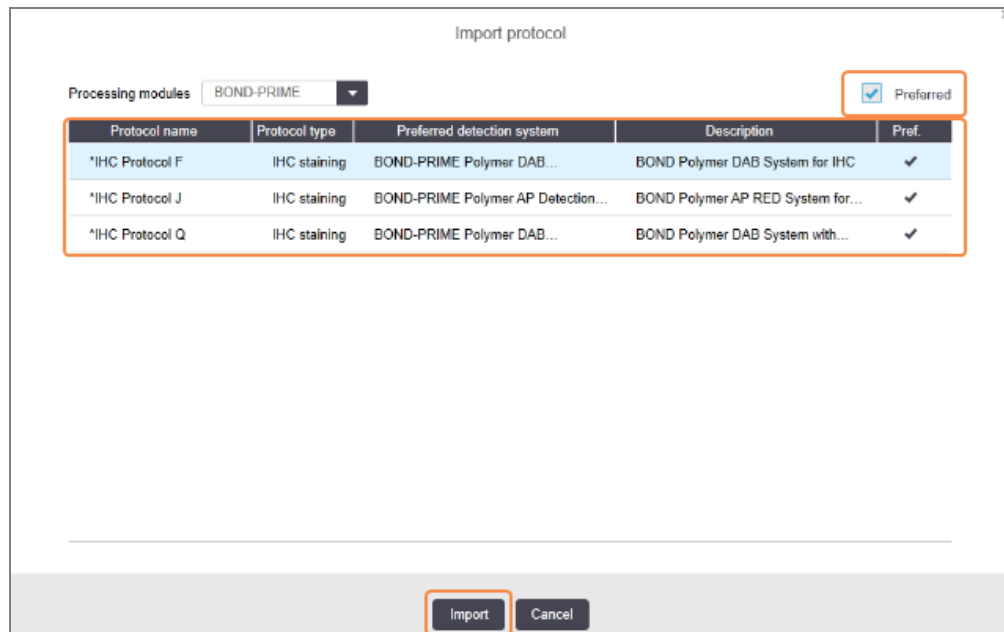 Import protocol
Processing modules BOND-PRIME Preferred
Protocol name Protocol type Preferred detection system Description Pref.
*IHC Protocol F IHC staining BOND-PRIME Polymer DAB... BOND Polymer DAB System for IHC
*IHC Protocol J IHC staining BOND-PRIME Polymer AP Detection... BOND Polymer AP RED System for...
*IHC Protocol Q IHC staining BOND-PRIME Polymer DAB... BOND Polymer DAB System with...
Import Cancel